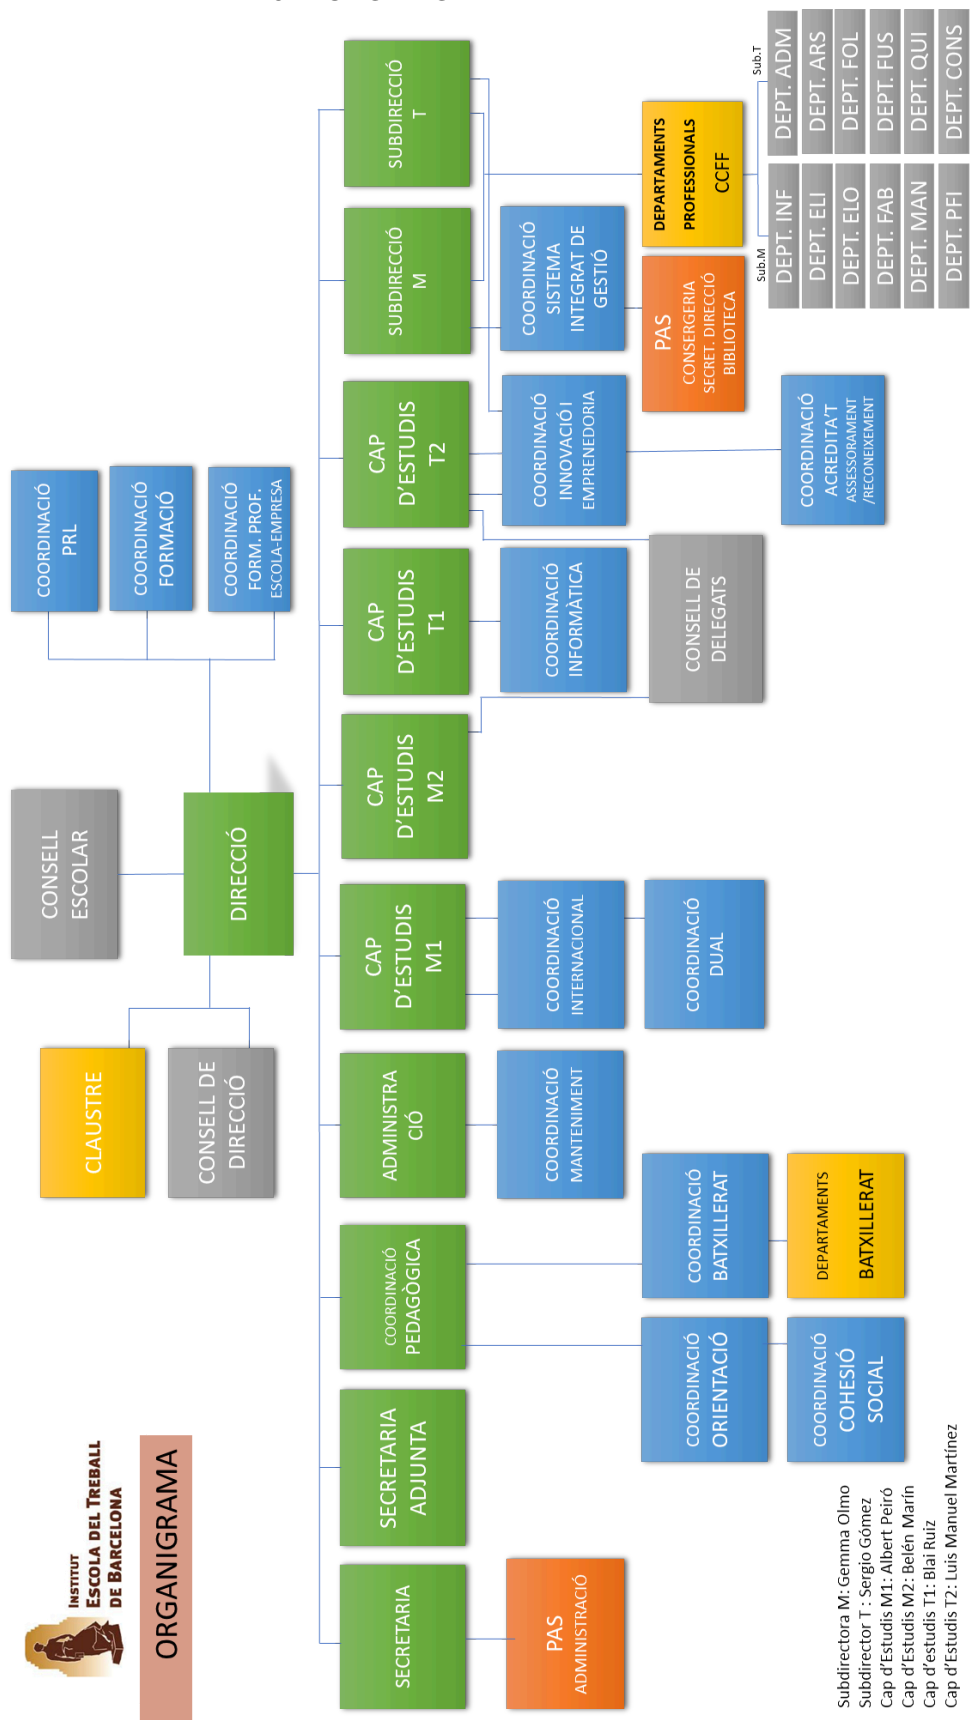 INSTITUT
ESCOLA DEL TREBALL
DE BARCELONA
ORGANIGRAMA
CLAUSTRE
CONSELL DE
DIRECCIÓ
CONSELL
ESCOLAR
DIRECCIÓ
COORDINACIÓ
PRL
COORDINACIÓ
FORMACIÓ
COORDINACIÓ
FORM. PROF.
ESCOLA-EMPRESA
SECRETARIA
SECRETARIA
ADJUNTA
COORDINACIÓ
PEDAGÒGICA
ADMINISTRA
CIÓ
CAP
D'ESTUDIS
M1
CAP
D'ESTUDIS
M2
CAP
D'ESTUDIS
T1
CAP
D'ESTUDIS
T2
SUBDIRECCIÓ
M
SUBDIRECCIÓ
T
PAS
ADMINISTRACIÓ
COORDINACIÓ
MANTENIMENT
COORDINACIÓ
INTERNACIONAL
COORDINACIÓ
INFORMÀTICA
COORDINACIÓ
INNOVACIÓ I
EMPRENEDORIA
COORDINACIÓ
SISTEMA
INTEGRAT DE
GESTIÓ
COORDINACIÓ
ORIENTACIÓ
COORDINACIÓ
BATXILLERAT
COORDINACIÓ
DUAL
CONSELL DE
DELEGATS
PAS
CONSERGERIA
SECRET. DIRECCIÓ
BIBLIOTECA
DEPARTAMENTS
PROFESSIONALS
CCFF
COORDINACIÓ
COHESIÓ
SOCIAL
DEPARTAMENTS
BATXILLERAT
COORDINACIÓ
ACREDITA'T
ASSESSORAMENT
/RECONEIXEMENT
Sub.M
Sub.T
DEPT. INF
DEPT. ADM
DEPT. ELI
DEPT. ARS
DEPT. ELO
DEPT. FOL
DEPT. FAB
DEPT. FUS
DEPT. MAN
DEPT. QUI
DEPT. PFI
DEPT. CONS
Subdirectora M: Gemma Olmo
Subdirector T : Sergio Gómez
Cap d'Estudis M1: Albert Peiró
Cap d'Estudis M2: Belén Marín
Cap d'estudis T1: Blai Ruiz
Cap d'Estudis T2: Luis Manuel Martínez